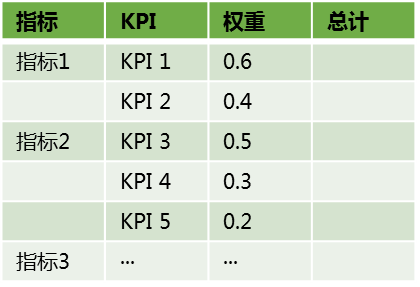 指标 KPI 权重 总计
指标1 KPI 1 0.6
KPI 2 0.4
指标2 KPI 3 0.5
KPI 4 0.3
KPI 5 0.2
指标3 ... ...